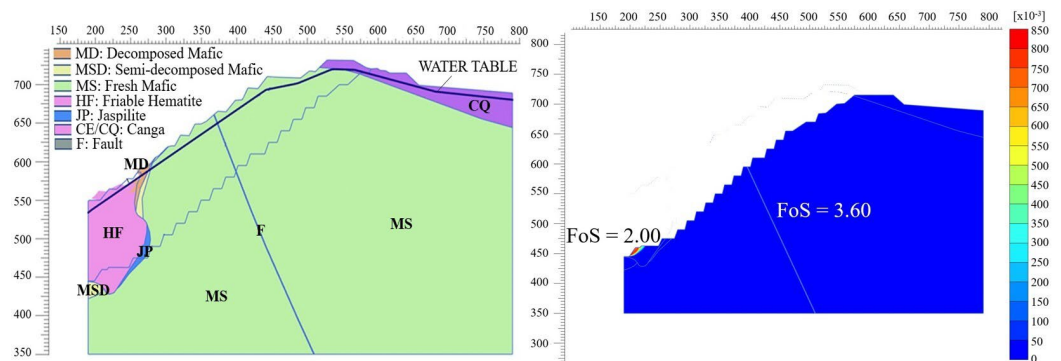 150 200 250 300 350 400 450 500 550 600 650 700 750 800
MD: Decomposed Mafic
MSD: Semi-decomposed Mafic
MS: Fresh Mafic
HF: Friable Hematite
JP: Jaspilite
CE/CQ: Canga
F: Fault
WATER TABLE
CQ
MD
HF
JP
F
MS
MSD
MS
700
650
600
550
500
450
400
350
150 200 250 300 350 400 450 500 550 600 650 700 750 800
800
750
700
650
600
550
500
450
400
350
300
FoS = 3.60
FoS = 2.00
[x10⁻³]
850
800
750
700
650
600
550
500
450
400
350
300
250
200
150
100
50
0